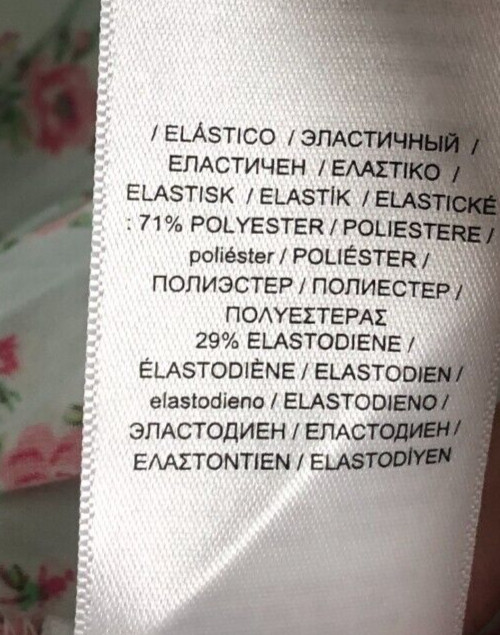 / ELÁSTICO / ЭЛАСТИЧНЫЙ /
ЕЛАСТИЧЕН / ΕΛΑΣΤΙΚΟ /
ELASTISK / ELASTİK / ELASTICKÉ
: 71% POLYESTER / POLIESTERE /
poliéster / POLIÉSTER /
ПОЛИЭСТЕР / ПОЛИЕСТЕР /
ΠΟΛΥΕΣΤΕΡΑΣ
29% ELASTODIENE /
ÉLASTODIÈNE / ELASTODIEN /
elastodieno / ELASTODIENO /
ЭЛАСТОДИЕН / ЕЛАСТОДИЕН /
ΕΛΑΣΤΟΝΤΙΕΝ / ELASTODİYEN